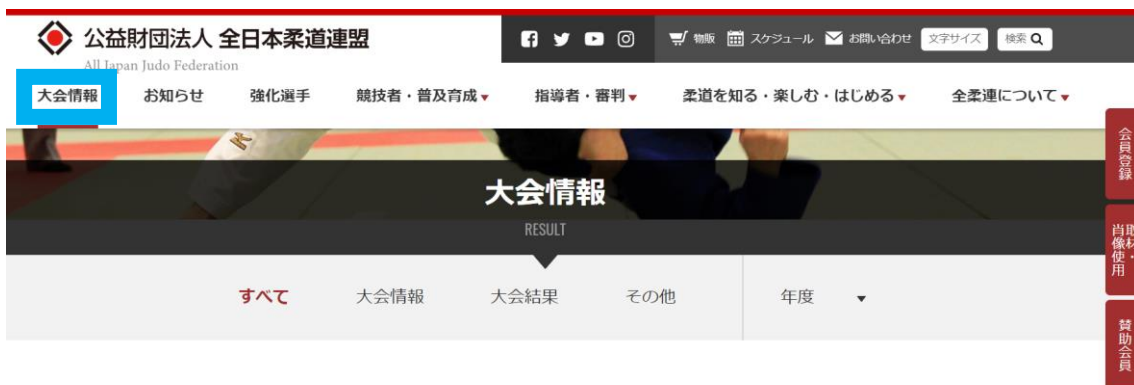 公益財団法人 全日本柔道連盟
All Japan Judo Federation
物販 スケジュール お問い合わせ 文字サイズ 検索
大会情報 お知らせ 強化選手 競技者・普及育成▼ 指導者・審判▼ 柔道を知る・楽しむ・はじめる▼ 全柔連について▼
大会情報
RESULT
すべて 大会情報 大会結果 その他 年度 ▼
会員登録
取材・
肖像使用
賛助会員